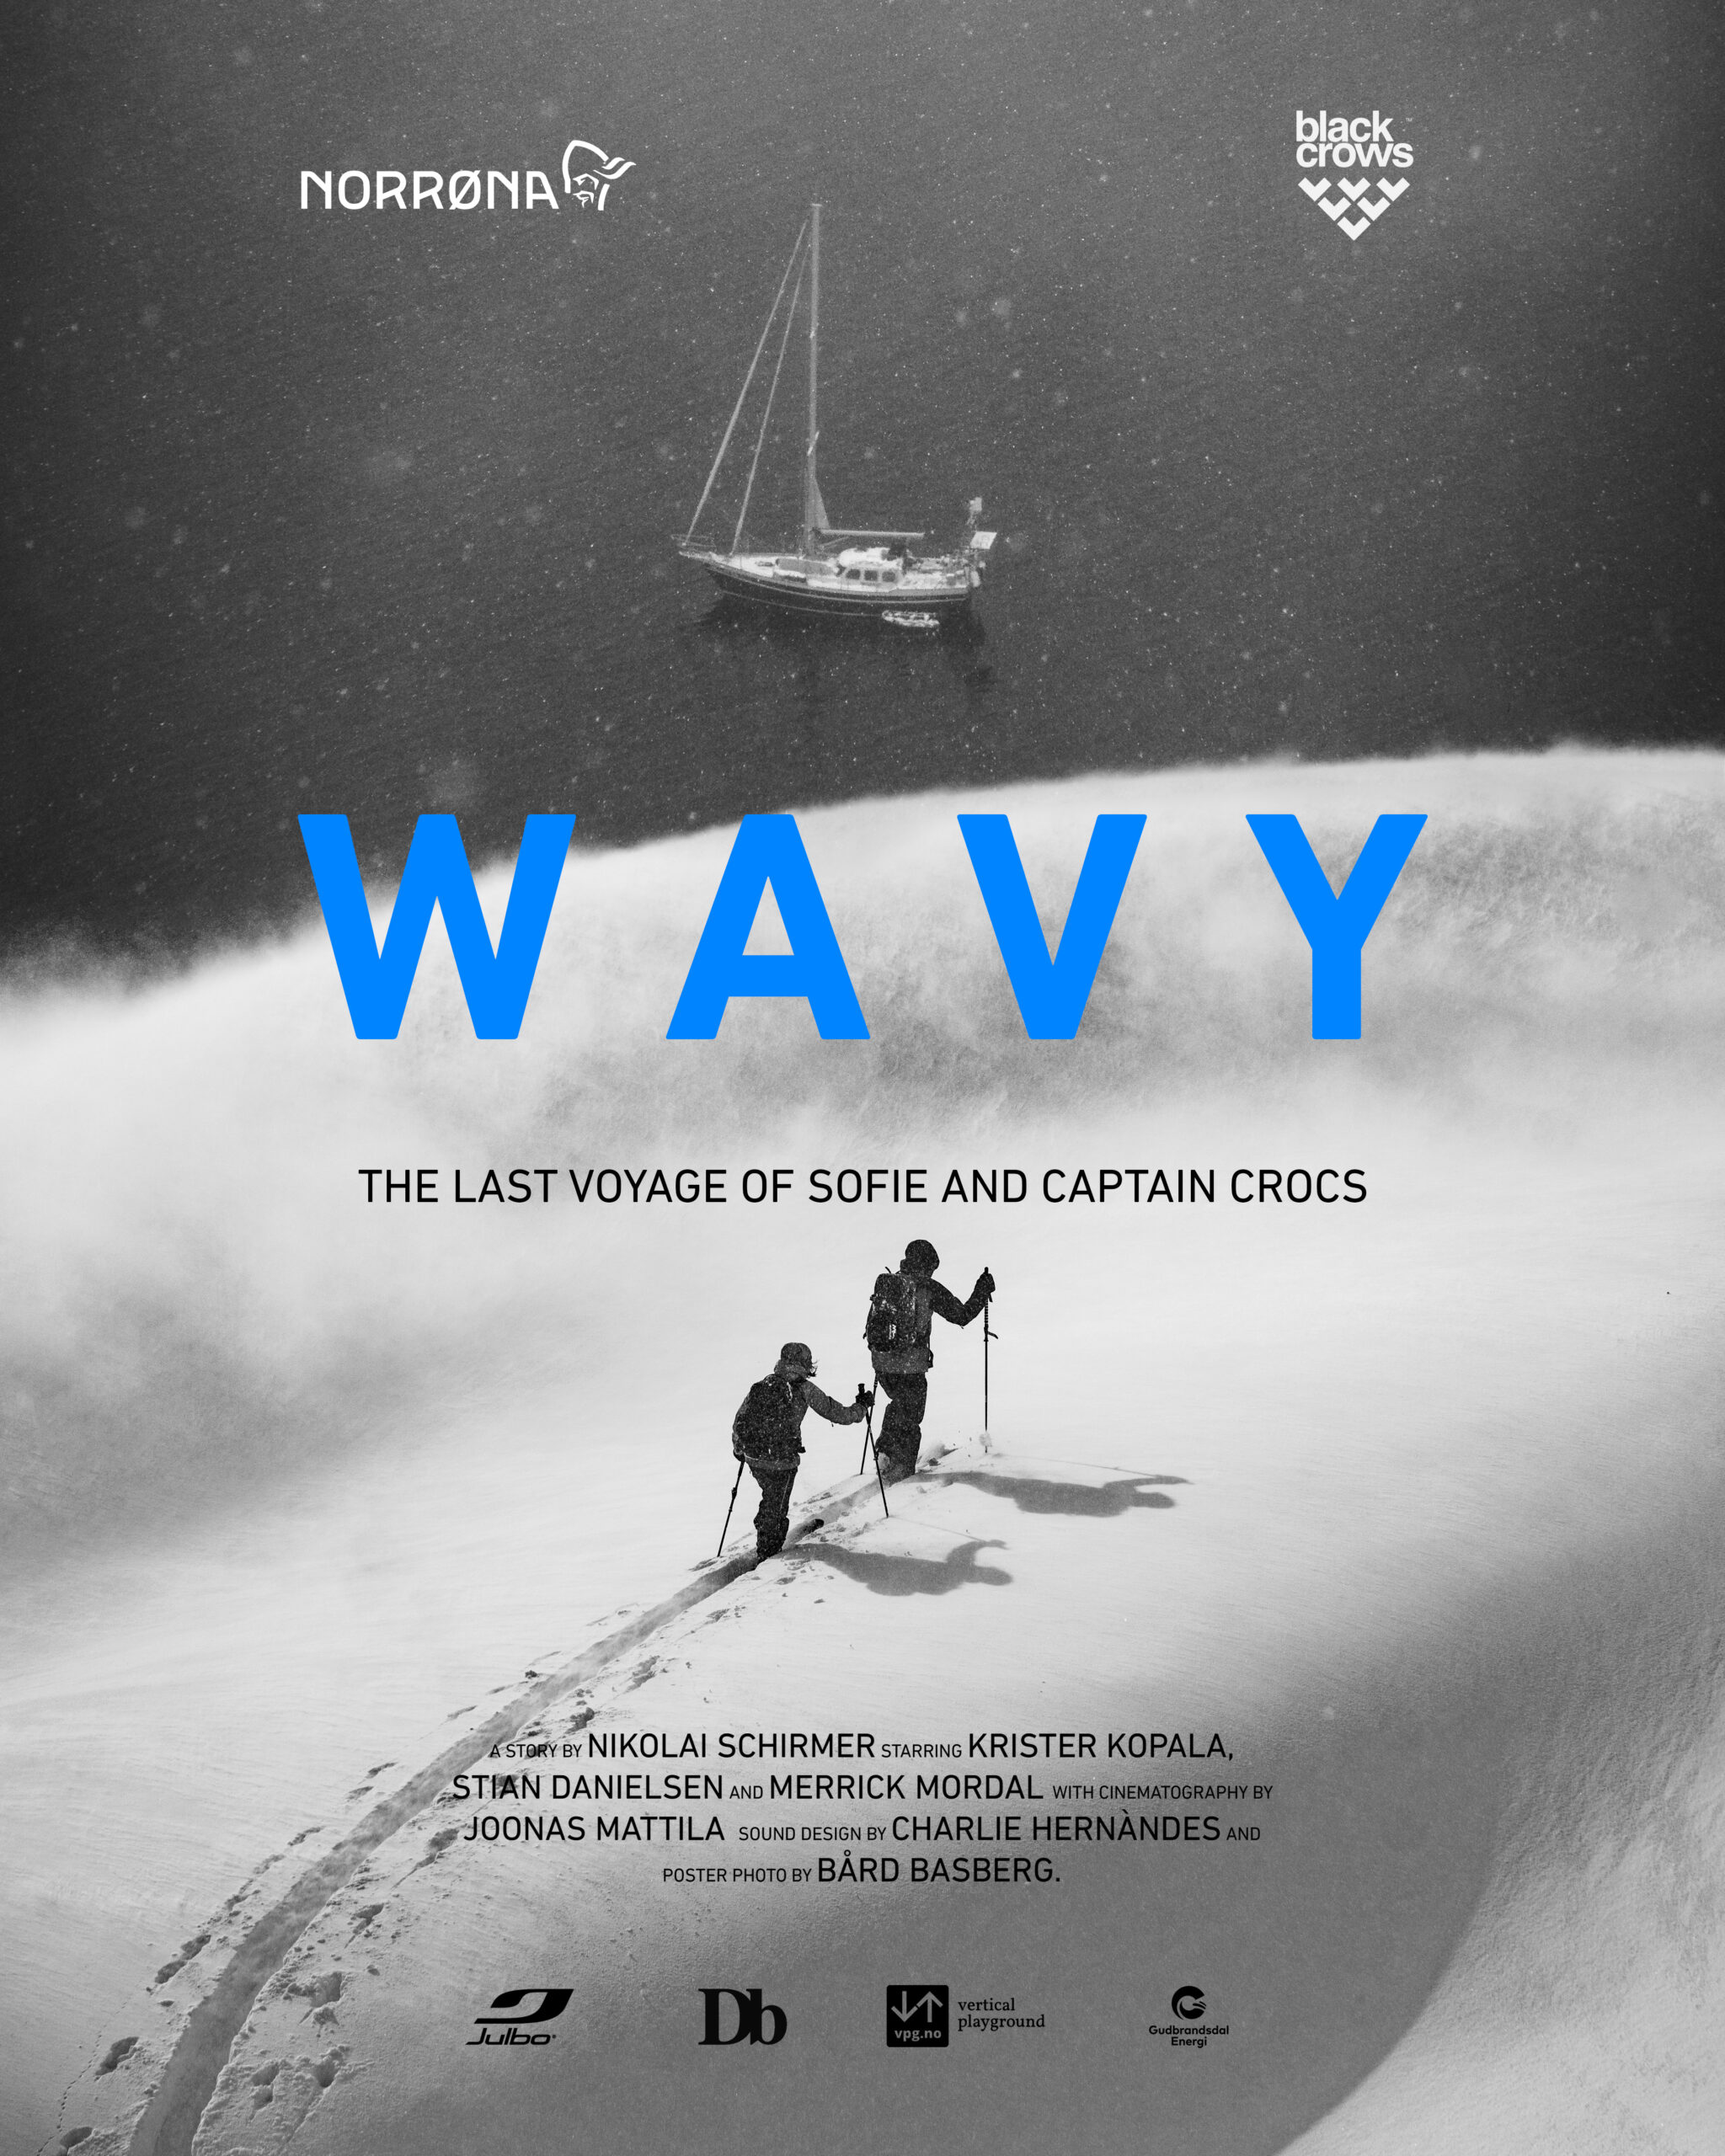 NORRØNA
black
crows
WAVY
THE LAST VOYAGE OF SOFIE AND CAPTAIN CROCS
A STORY BY NIKOLAI SCHIRMER STARRING KRISTER KOPALA,
STIAN DANIELSEN AND MERRICK MORDAL WITH CINEMATOGRAPHY BY
JOONAS MATTILA SOUND DESIGN BY CHARLIE HERNÀNDES AND
POSTER PHOTO BY BÅRD BASBERG.
Julbo
Db
vpg.no
vertical
playground
Gudbrandsdal
Energi